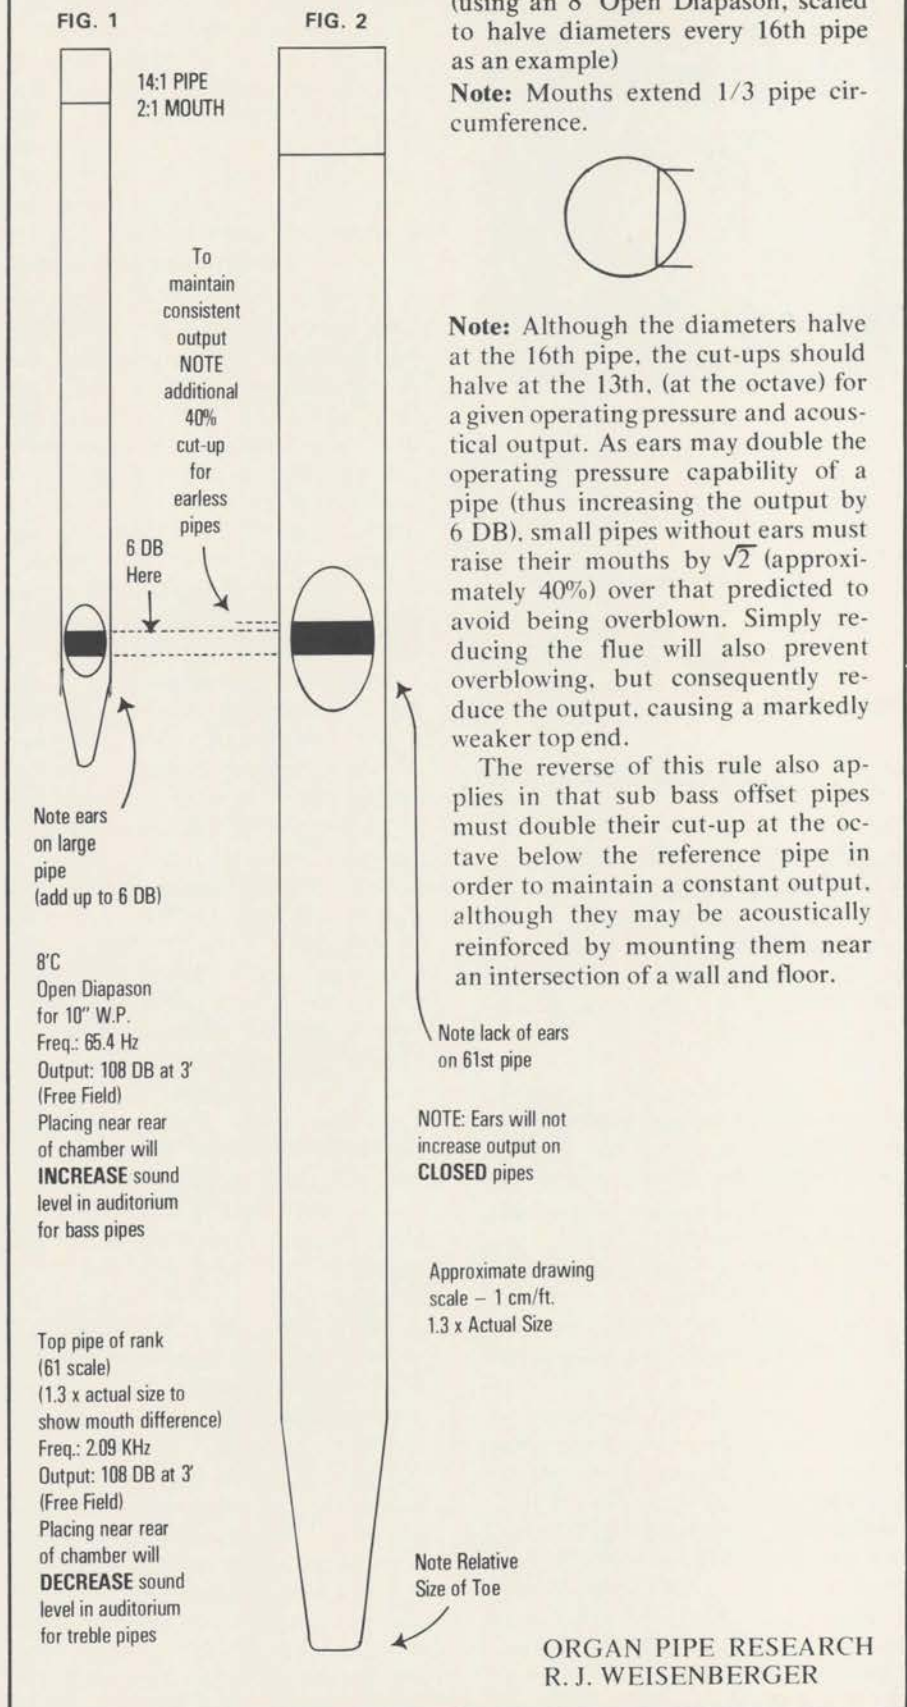 FIG. 1
FIG. 2
14:1 PIPE
2:1 MOUTH
To
maintain
consistent
output
NOTE
additional
40%
cut-up
for
earless
pipes
6 DB
Here
Note ears
on large
pipe
(add up to 6 DB)
8'C
Open Diapason
for 10" W.P.
Freq.: 65.4 Hz
Output: 108 DB at 3'
(Free Field)
Placing near rear
of chamber will
INCREASE sound
level in auditorium
for bass pipes
Top pipe of rank
(61 scale)
(1.3 x actual size to
show mouth difference)
Freq.: 2.09 KHz
Output: 108 DB at 3'
(Free Field)
Placing near rear
of chamber will
DECREASE sound
level in auditorium
for treble pipes
(using an 8' Open Diapason, scaled
to halve diameters every 16th pipe
as an example)
Note: Mouths extend 1/3 pipe cir-
cumference.
Note: Although the diameters halve
at the 16th pipe, the cut-ups should
halve at the 13th, (at the octave) for
a given operating pressure and acous-
tical output. As ears may double the
operating pressure capability of a
pipe (thus increasing the output by
6 DB), small pipes without ears must
raise their mouths by √2 (approxi-
mately 40%) over that predicted to
avoid being overblown. Simply re-
ducing the flue will also prevent
overblowing, but consequently re-
duce the output, causing a markedly
weaker top end.
The reverse of this rule also ap-
plies in that sub bass offset pipes
must double their cut-up at the oc-
tave below the reference pipe in
order to maintain a constant output,
although they may be acoustically
reinforced by mounting them near
an intersection of a wall and floor.
Note lack of ears
on 61st pipe
NOTE: Ears will not
increase output on
CLOSED pipes
Approximate drawing
scale – 1 cm/ft.
1.3 x Actual Size
Note Relative
Size of Toe
ORGAN PIPE RESEARCH
R. J. WEISENBERGER